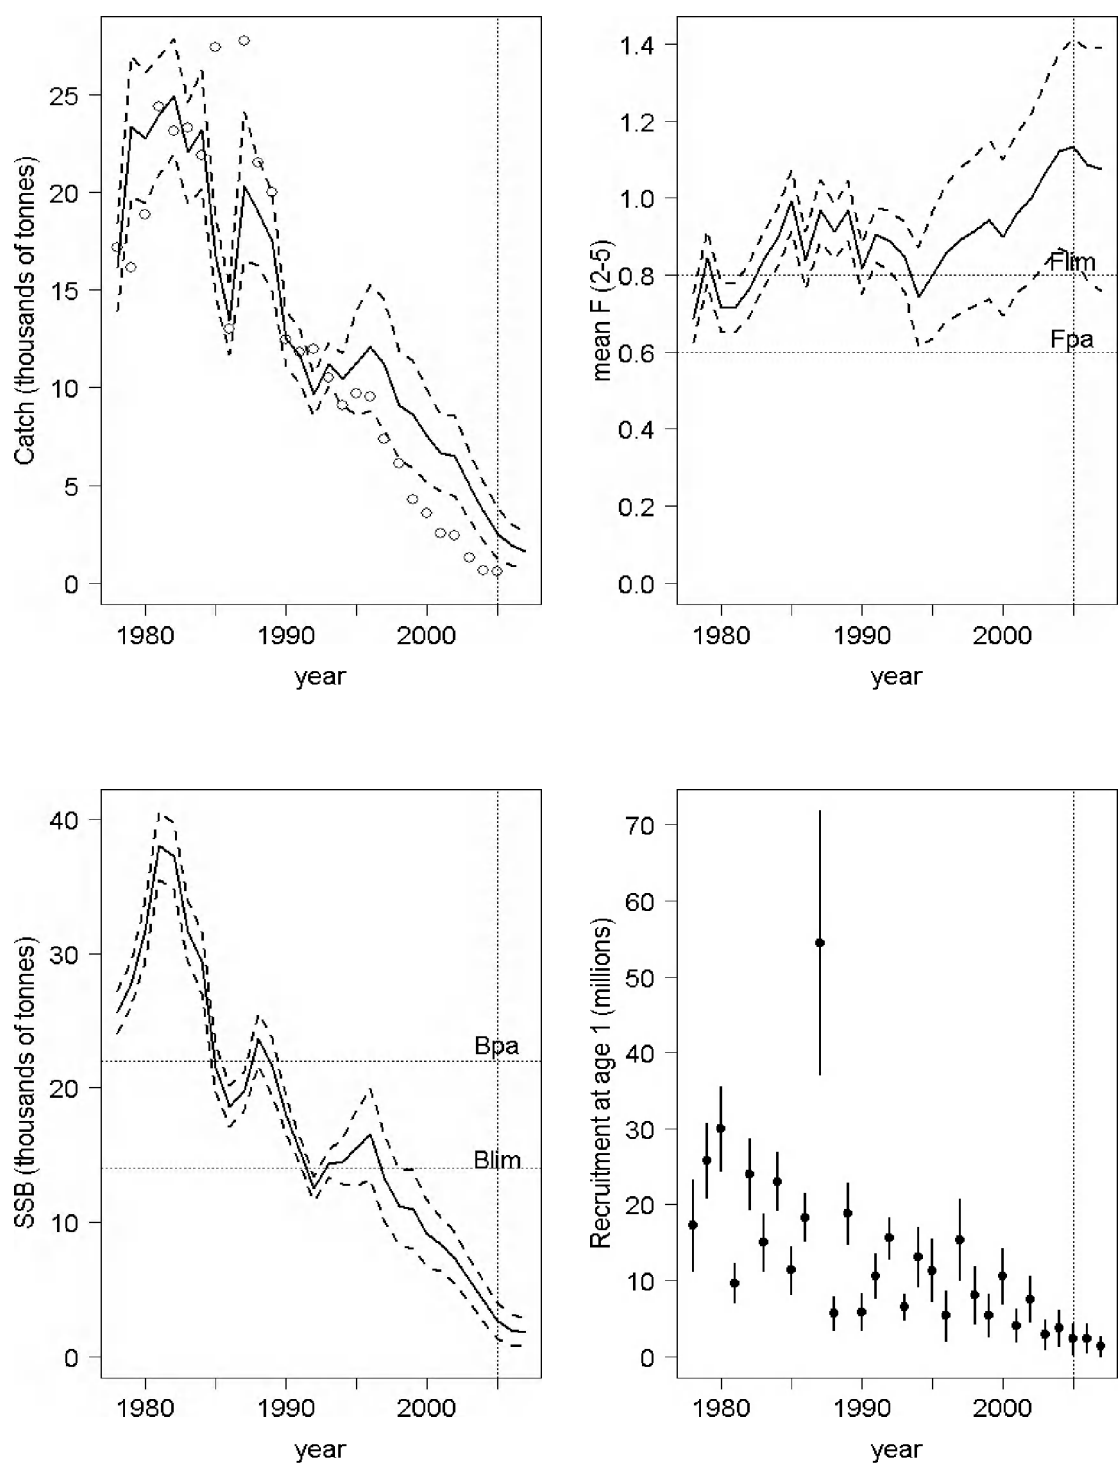 Catch (thousands of tonnes)
25
20
15
10
5
0
1980 1990 2000
year
mean F (2-5)
1.4
1.2
1.0
0.8
0.6
0.4
0.2
0.0
Flim
Fpa
1980 1990 2000
year
SSB (thousands of tonnes)
40
30
20
10
0
Bpa
Blim
1980 1990 2000
year
Recruitment at age 1 (millions)
70
60
50
40
30
20
10
0
1980 1990 2000
year